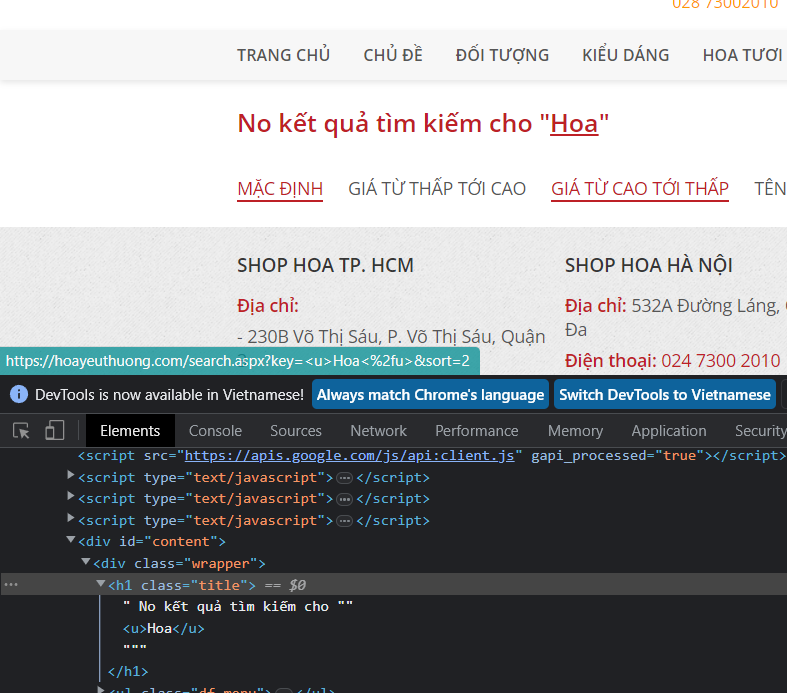 028 73002010
TRANG CHỦ CHỦ ĐỀ ĐỐI TƯỢNG KIỂU DÁNG HOA TƯƠI
No kết quả tìm kiếm cho "Hoa"
MẶC ĐỊNH GIÁ TỪ THẤP TỚI CAO GIÁ TỪ CAO TỚI THẤP TÊN
SHOP HOA TP. HCM SHOP HOA HÀ NỘI
Địa chỉ: Địa chỉ: 532A Đường Láng,
Đa
- 230B Võ Thị Sáu, P. Võ Thị Sáu, Quận
Điện thoại: 024 7300 2010
https://hoayeuthuong.com/search.aspx?key=<u>Hoa<%2fu>&sort=2
DevTools is now available in Vietnamese! Always match Chrome's language Switch DevTools to Vietnamese
Elements Console Sources Network Performance Memory Application Security
<script src="https://apis.google.com/js/api:client.js" gapi_processed="true"></script>
<script type="text/javascript">…</script>
<script type="text/javascript">…</script>
<script type="text/javascript">…</script>
<div id="content">
<div class="wrapper">
… <h1 class="title"> == $0
" No kết quả tìm kiếm cho ""
<u>Hoa</u>
"""
</h1>
<ul class="df-menu">…</ul>